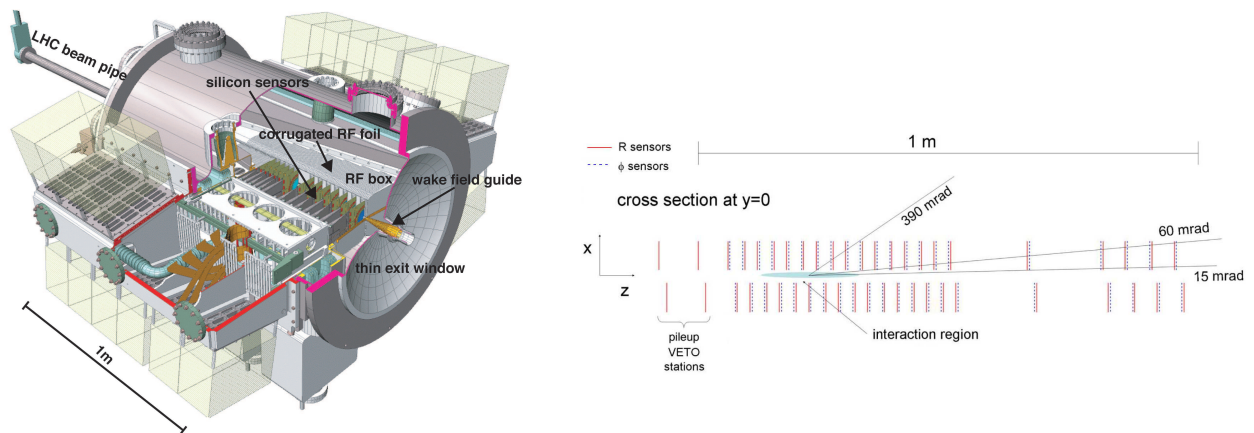 LHC beam pipe
silicon sensors
corrugated RF foil
RF box
wake field guide
thin exit window
1m
R sensors
ϕ sensors
1 m
cross section at y=0
390 mrad
60 mrad
15 mrad
x
z
interaction region
pileup
VETO
stations